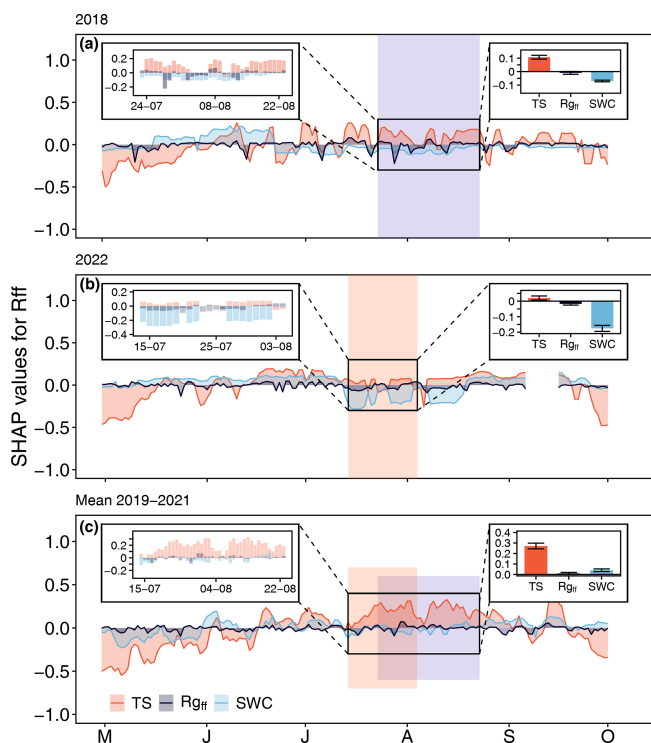 2018
(a)
0.2
0.0
−0.2
24−07
08−08
22−08
0.1
0
−0.1
TS
Rgff
SWC
1.0
0.5
0.0
−0.5
−1.0
2022
(b)
0.2
0.0
−0.2
−0.4
15−07
25−07
03−08
0
−0.1
−0.2
TS
Rgff
SWC
1.0
0.5
0.0
−0.5
−1.0
SHAP values for Rff
Mean 2019−2021
(c)
0.2
0
−0.2
15−07
04−08
22−08
0.4
0.3
0.2
0.1
0.0
TS
Rgff
SWC
1.0
0.5
0.0
−0.5
−1.0
TS
Rgff
SWC
M
J
J
A
S
O